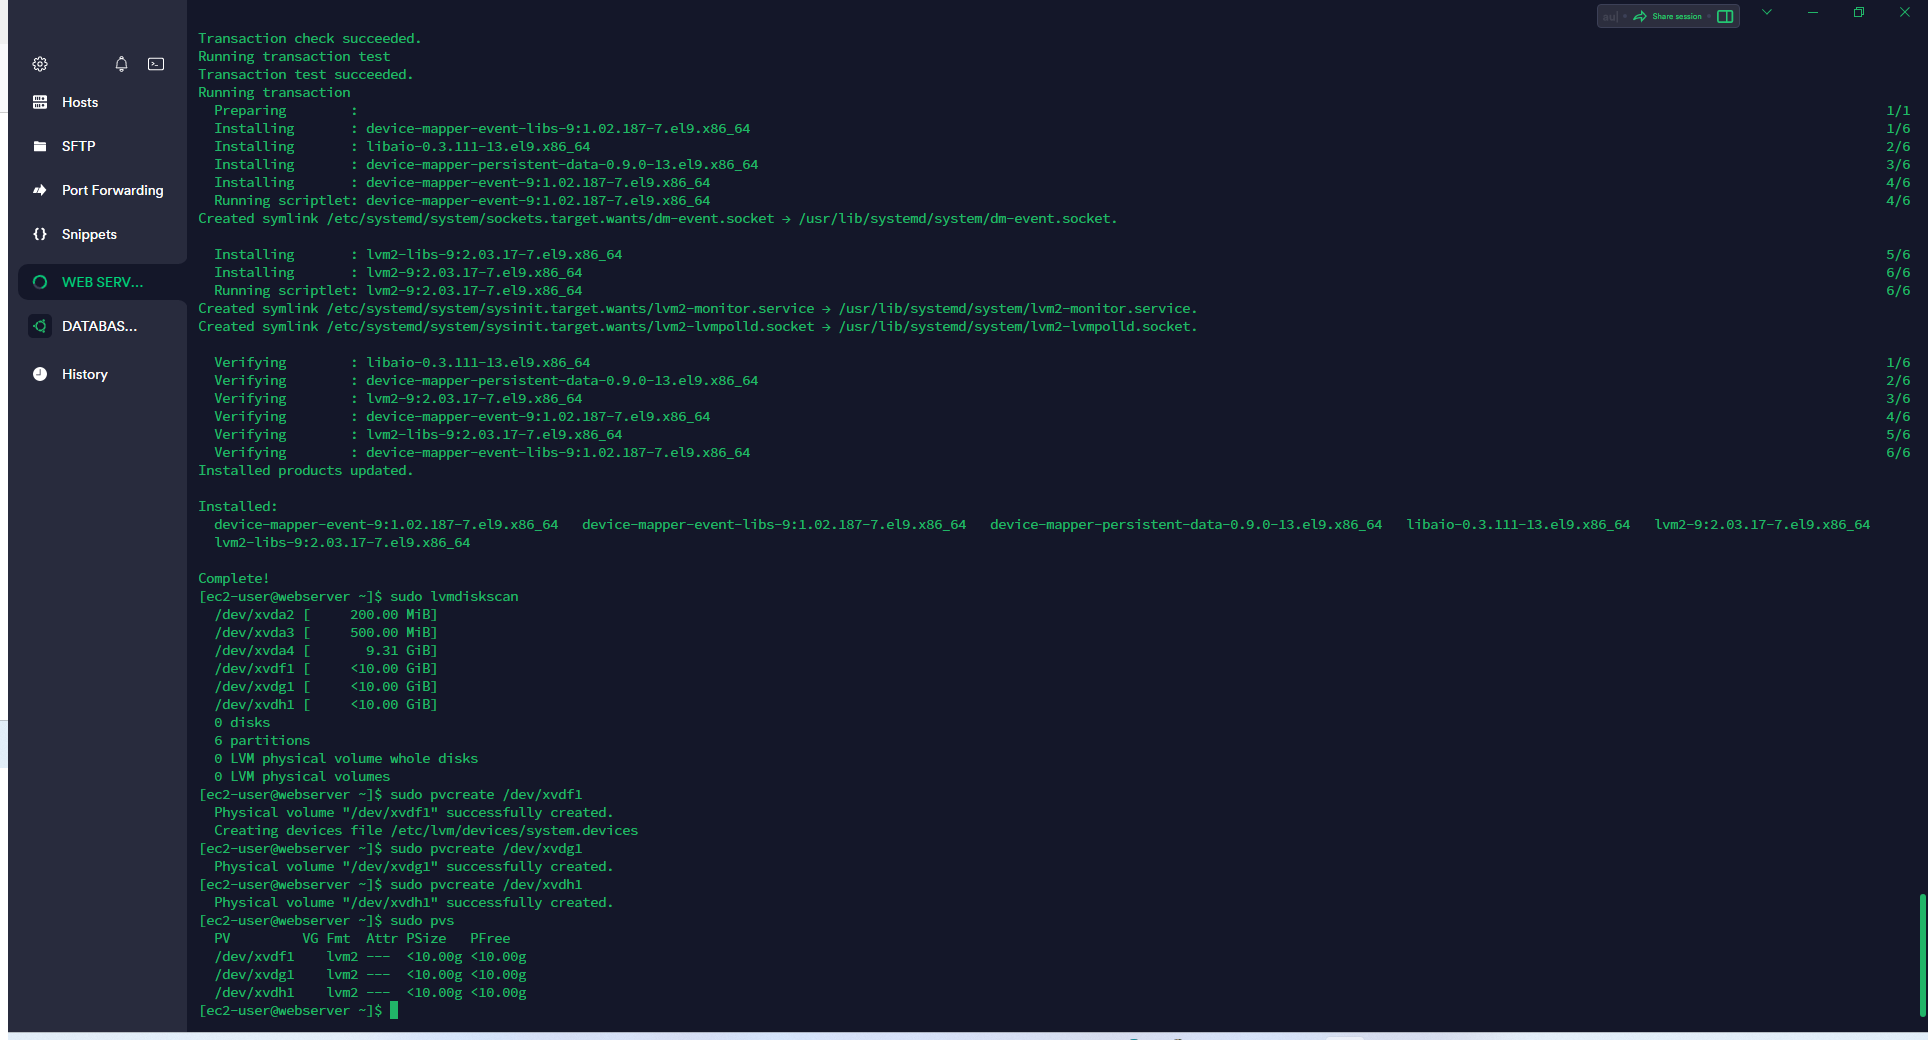 Share session
Hosts
SFTP
Port Forwarding
Snippets
WEB SERV...
DATABAS...
History
Transaction check succeeded.
Running transaction test
Transaction test succeeded.
Running transaction
  Preparing        :                                                        1/1
  Installing       : device-mapper-event-libs-9:1.02.187-7.el9.x86_64       1/6
  Installing       : libaio-0.3.111-13.el9.x86_64                           2/6
  Installing       : device-mapper-persistent-data-0.9.0-13.el9.x86_64      3/6
  Installing       : device-mapper-event-9:1.02.187-7.el9.x86_64            4/6
  Running scriptlet: device-mapper-event-9:1.02.187-7.el9.x86_64            4/6
Created symlink /etc/systemd/system/sockets.target.wants/dm-event.socket → /usr/lib/systemd/system/dm-event.socket.
  Installing       : lvm2-libs-9:2.03.17-7.el9.x86_64                       5/6
  Installing       : lvm2-9:2.03.17-7.el9.x86_64                            6/6
  Running scriptlet: lvm2-9:2.03.17-7.el9.x86_64                            6/6
Created symlink /etc/systemd/system/sysinit.target.wants/lvm2-monitor.service → /usr/lib/systemd/system/lvm2-monitor.service.
Created symlink /etc/systemd/system/sysinit.target.wants/lvm2-lvmpolld.socket → /usr/lib/systemd/system/lvm2-lvmpolld.socket.
  Verifying        : libaio-0.3.111-13.el9.x86_64                           1/6
  Verifying        : device-mapper-persistent-data-0.9.0-13.el9.x86_64      2/6
  Verifying        : lvm2-9:2.03.17-7.el9.x86_64                            3/6
  Verifying        : device-mapper-event-9:1.02.187-7.el9.x86_64            4/6
  Verifying        : lvm2-libs-9:2.03.17-7.el9.x86_64                       5/6
  Verifying        : device-mapper-event-libs-9:1.02.187-7.el9.x86_64       6/6
Installed products updated.
Installed:
  device-mapper-event-9:1.02.187-7.el9.x86_64   device-mapper-event-libs-9:1.02.187-7.el9.x86_64   device-mapper-persistent-data-0.9.0-13.el9.x86_64   libaio-0.3.111-13.el9.x86_64   lvm2-9:2.03.17-7.el9.x86_64
  lvm2-libs-9:2.03.17-7.el9.x86_64
Complete!
[ec2-user@webserver ~]$ sudo lvmdiskscan
  /dev/xvda2 [     200.00 MiB]
  /dev/xvda3 [     500.00 MiB]
  /dev/xvda4 [       9.31 GiB]
  /dev/xvdf1 [     <10.00 GiB]
  /dev/xvdg1 [     <10.00 GiB]
  /dev/xvdh1 [     <10.00 GiB]
  0 disks
  6 partitions
  0 LVM physical volume whole disks
  0 LVM physical volumes
[ec2-user@webserver ~]$ sudo pvcreate /dev/xvdf1
  Physical volume "/dev/xvdf1" successfully created.
  Creating devices file /etc/lvm/devices/system.devices
[ec2-user@webserver ~]$ sudo pvcreate /dev/xvdg1
  Physical volume "/dev/xvdg1" successfully created.
[ec2-user@webserver ~]$ sudo pvcreate /dev/xvdh1
  Physical volume "/dev/xvdh1" successfully created.
[ec2-user@webserver ~]$ sudo pvs
  PV         VG Fmt  Attr PSize   PFree
  /dev/xvdf1    lvm2 ---  <10.00g <10.00g
  /dev/xvdg1    lvm2 ---  <10.00g <10.00g
  /dev/xvdh1    lvm2 ---  <10.00g <10.00g
[ec2-user@webserver ~]$